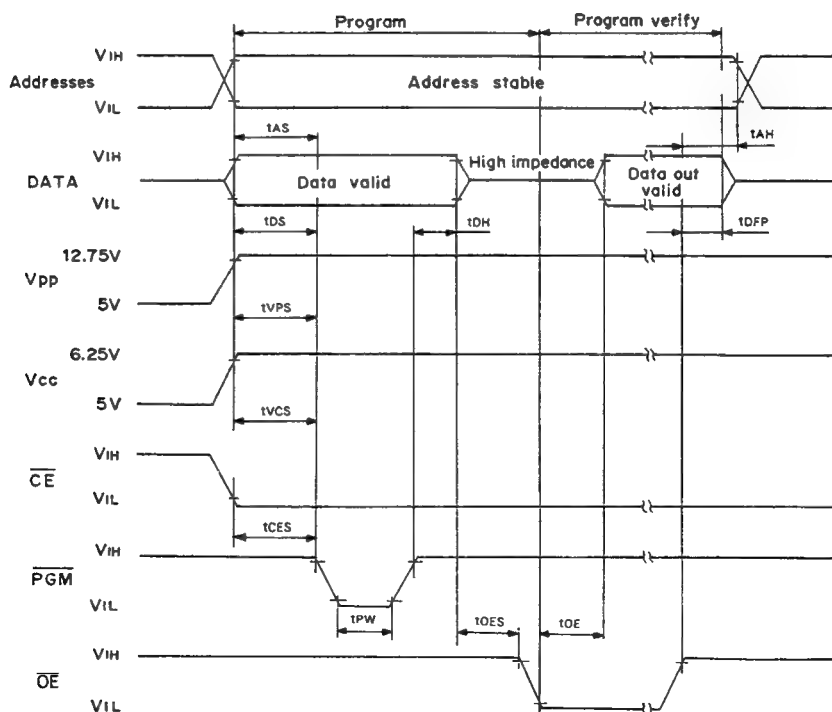 Program
Program verify
VIH
Addresses
Address stable
VIL
tAS
tAH
VIH
High impedance
DATA
Data valid
Data out
valid
VIL
tDS
tDH
tDFP
12.75V
Vpp
5V
tVPS
6.25V
Vcc
5V
tVCS
VIH
CE
VIL
tCES
VIH
PGM
VIL
tPW
tOES
tOE
VIH
OE
VIL